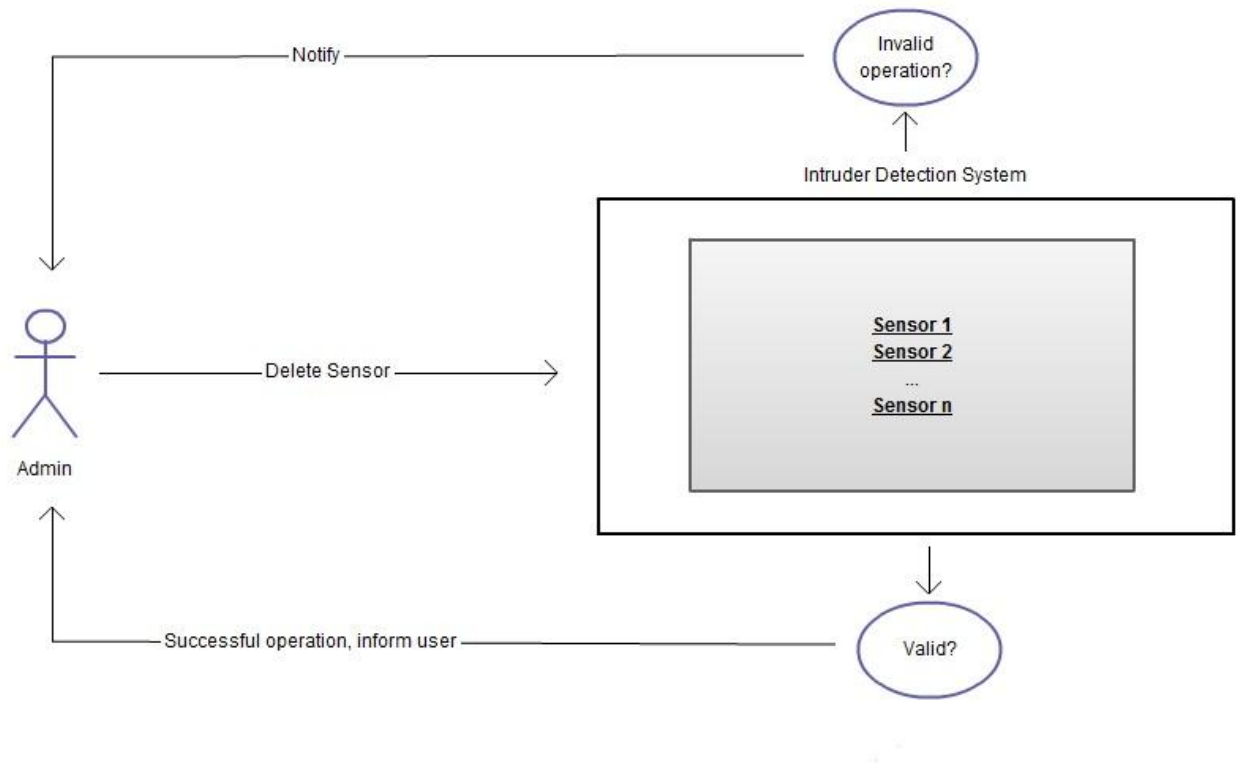 Invalid
operation?
Notify
Intruder Detection System
Sensor 1
Sensor 2
...
Sensor n
Delete Sensor
Admin
Successful operation, inform user
Valid?